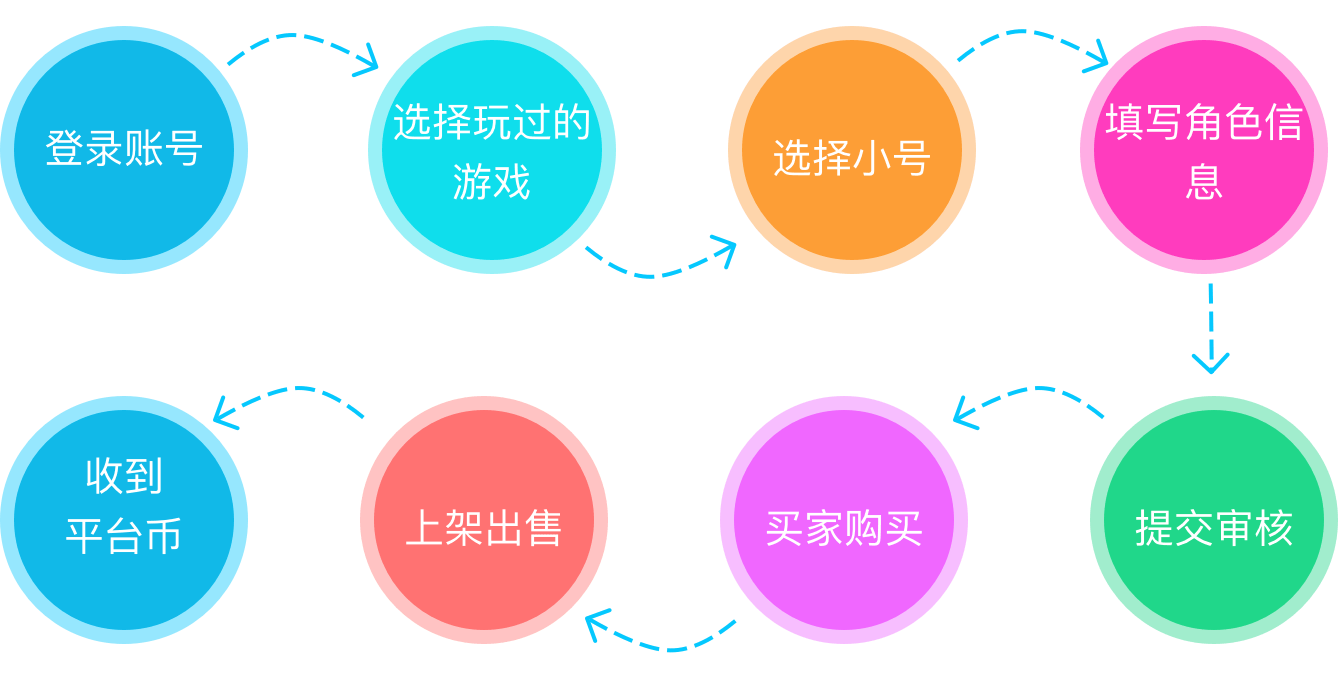 登录账号
选择玩过的
游戏
选择小号
填写角色信
息
收到
平台币
上架出售
买家购买
提交审核